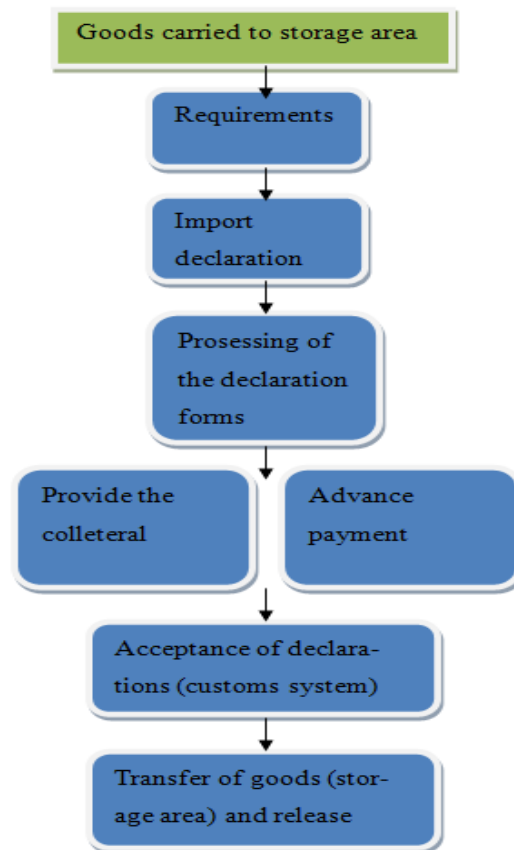 Goods carried to storage area
Requirements
Import
declaration
Prosessing of
the declaration
forms
Provide the
colleteral
Advance
payment
Acceptance of declara-
tions (customs system)
Transfer of goods (stor-
age area) and release